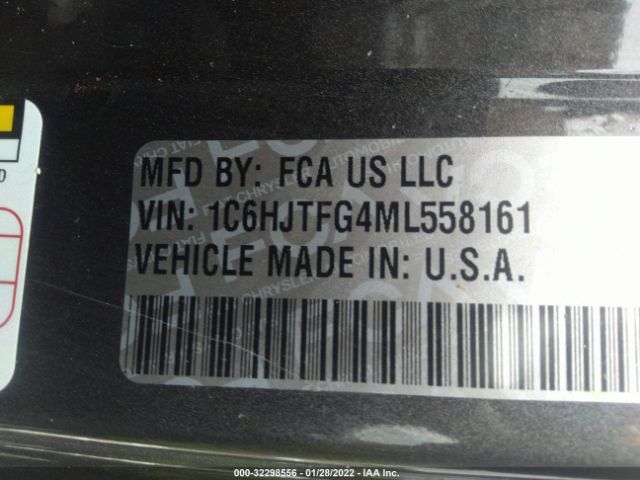 MFD BY: FCA US LLC
VIN: 1C6HJTFG4ML558161
VEHICLE MADE IN: U.S.A.
000-32298556 - 01/28/2022 - IAA Inc.